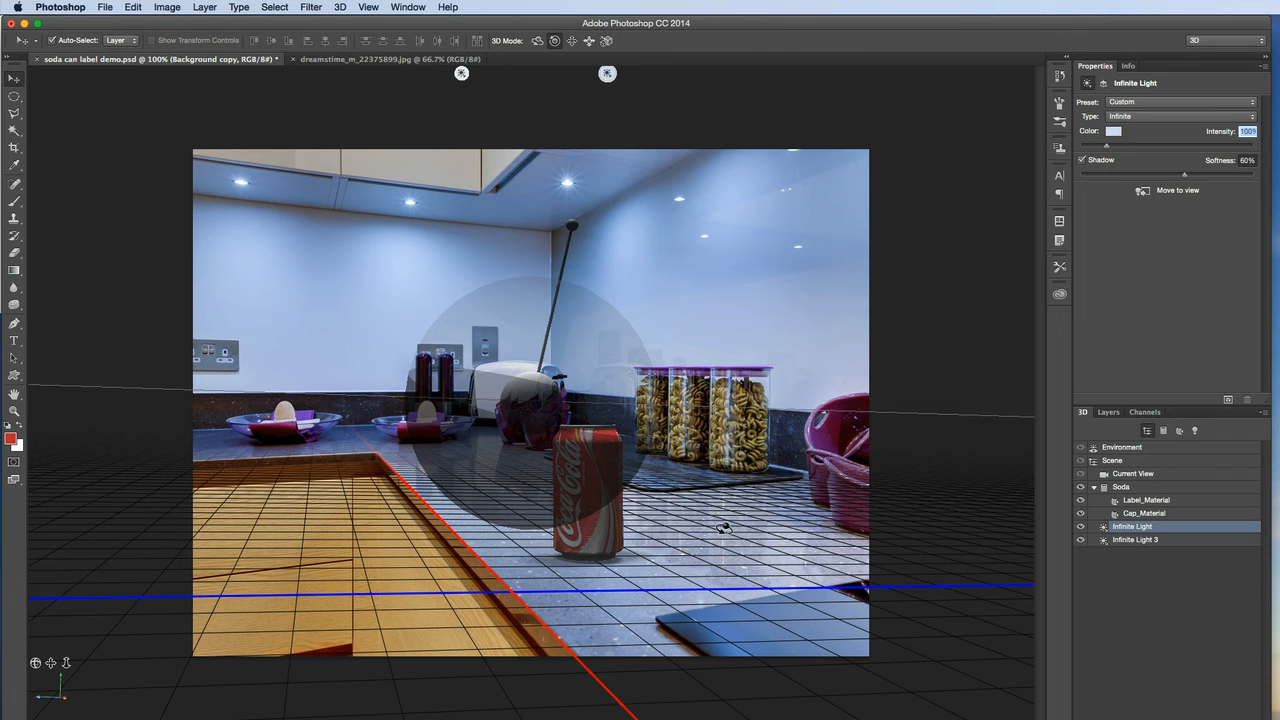 Photoshop File Edit Image Layer Type Select Filter 3D View Window Help
Adobe Photoshop CC 2014
Auto-Select: Layer Show Transform Controls 3D Mode: 3D
soda can label demo.psd @ 100% (Background copy, RGB/8#) * dreamstime_m_22375899.jpg @ 66.7% (RGB/8#)
Properties Info
Infinite Light
Preset: Custom
Type: Infinite
Color: Intensity: 100%
Shadow Softness: 60%
Move to view
3D Layers Channels
Environment
Scene
Current View
Soda
Label_Material
Cap_Material
Infinite Light
Infinite Light 3
Coca-Cola